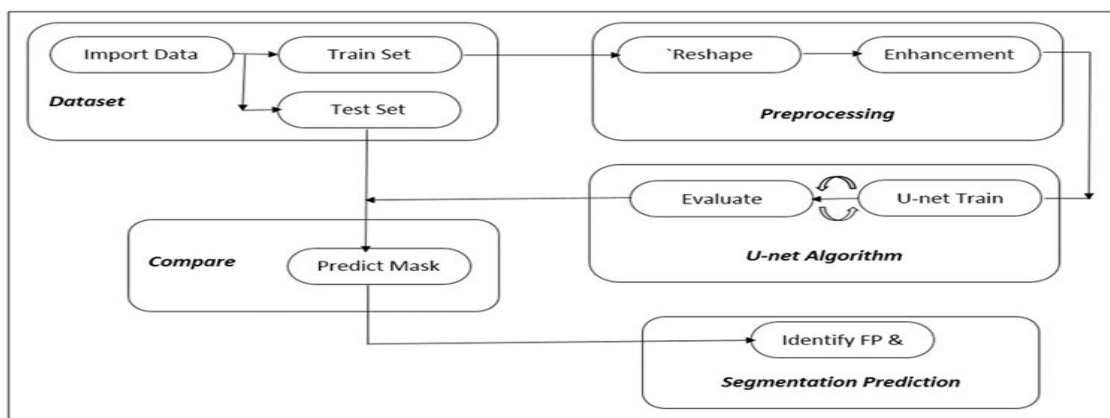 Import Data
Train Set
`Reshape
Enhancement
Dataset
Test Set
Preprocessing
Evaluate
U-net Train
U-net Algorithm
Compare
Predict Mask
Identify FP &
Segmentation Prediction